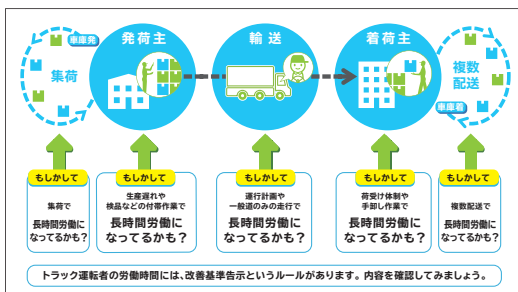 発荷主
輸送
着荷主
車庫発
集荷
複数
配送
車庫着
もしかして
集荷で
長時間労働に
なってるかも？
もしかして
生産遅れや
検品などの付帯作業で
長時間労働に
なってるかも？
もしかして
運行計画や
一般道のみの走行で
長時間労働に
なってるかも？
もしかして
荷受け体制や
手卸し作業で
長時間労働に
なってるかも？
もしかして
複数配送で
長時間労働に
なってるかも？
トラック運転者の労働時間には、改善基準告示というルールがあります。内容を確認してみましょう。